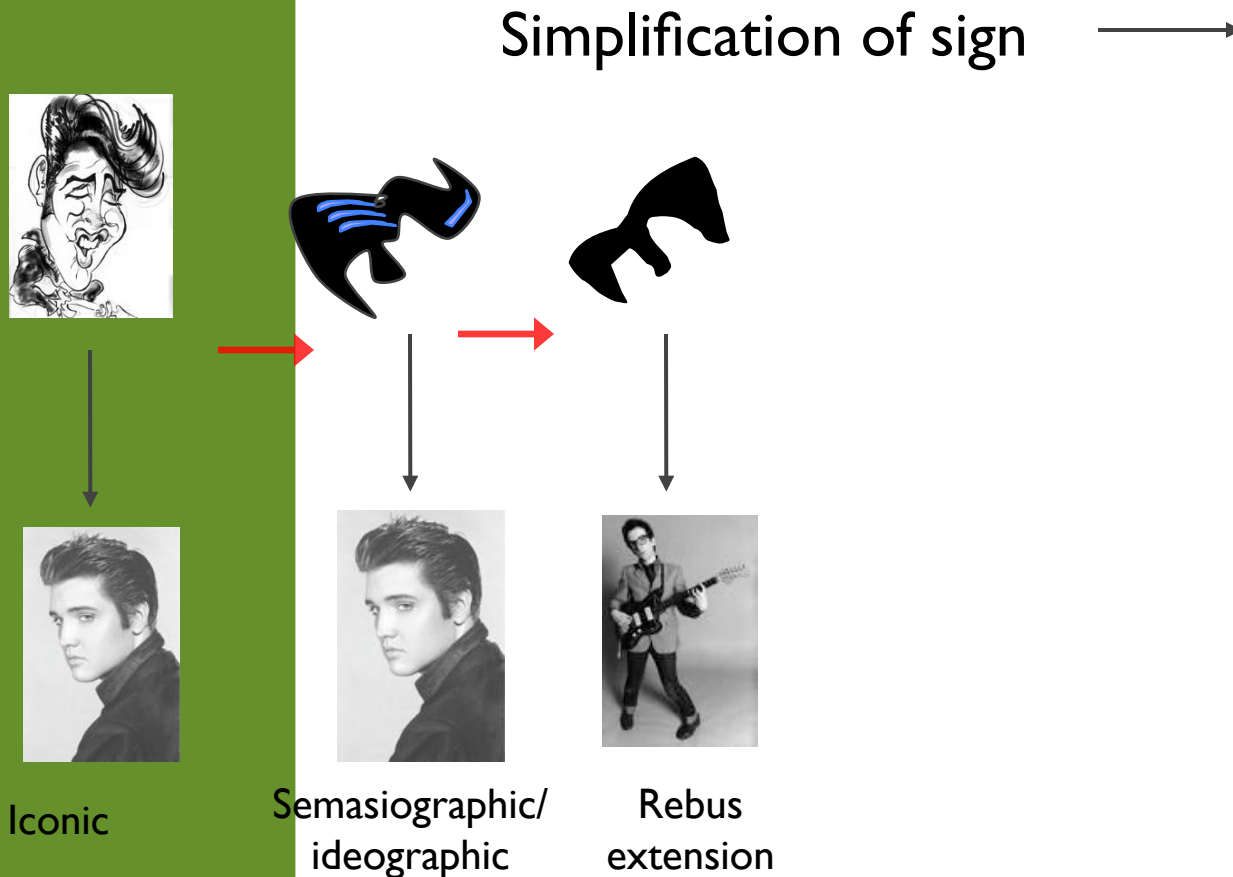 Simplification of sign
Iconic
Semasiographic/
ideographic
Rebus
extension